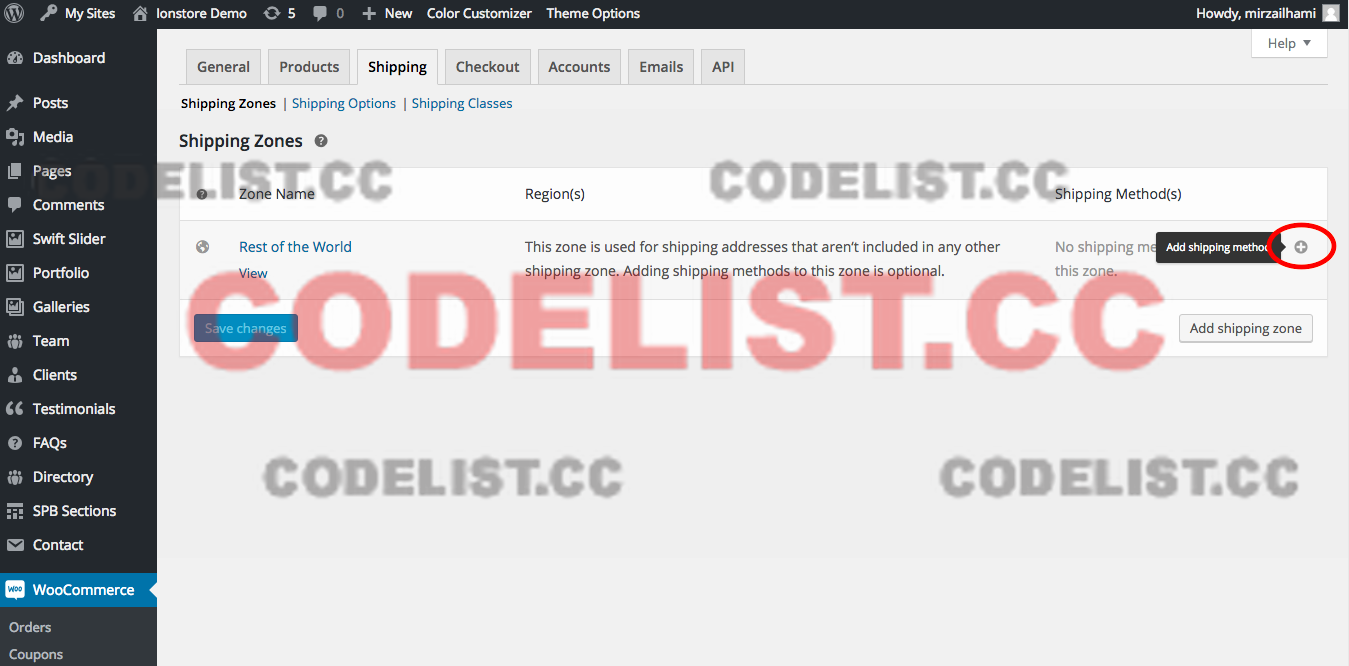 My Sites Ionstore Demo 5 0 New Color Customizer Theme Options Howdy, mirzailhami
Help
Dashboard
Posts
Media
Pages
Comments
Swift Slider
Portfolio
Galleries
Team
Clients
Testimonials
FAQs
Directory
SPB Sections
Contact
Woo WooCommerce
Orders
Coupons
General Products Shipping Checkout Accounts Emails API
Shipping Zones | Shipping Options | Shipping Classes
Shipping Zones ?
CODELIST.CC CODELIST.CC
? Zone Name Region(s) Shipping Method(s)
Rest of the World This zone is used for shipping addresses that aren't included in any other No shipping me Add shipping method
View shipping zone. Adding shipping methods to this zone is optional. this zone.
CODELIST.CC
Save changes Add shipping zone
CODELIST.CC CODELIST.CC